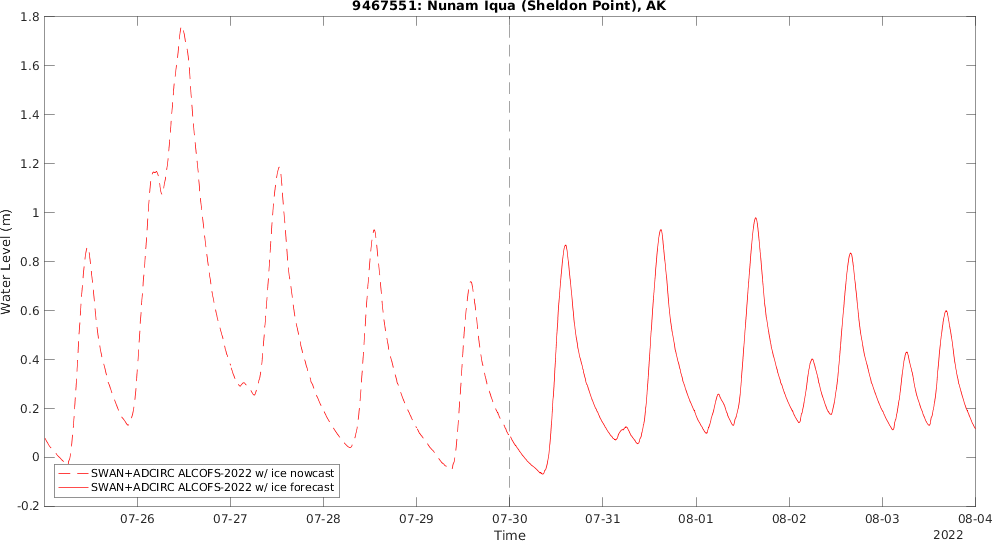 9467551: Nunam Iqua (Sheldon Point), AK
Water Level (m)
1.8
1.6
1.4
1.2
1
0.8
0.6
0.4
0.2
0
-0.2
SWAN+ADCIRC ALCOFS-2022 w/ ice nowcast
SWAN+ADCIRC ALCOFS-2022 w/ ice forecast
07-26 07-27 07-28 07-29 07-30 07-31 08-01 08-02 08-03 08-04
Time
2022